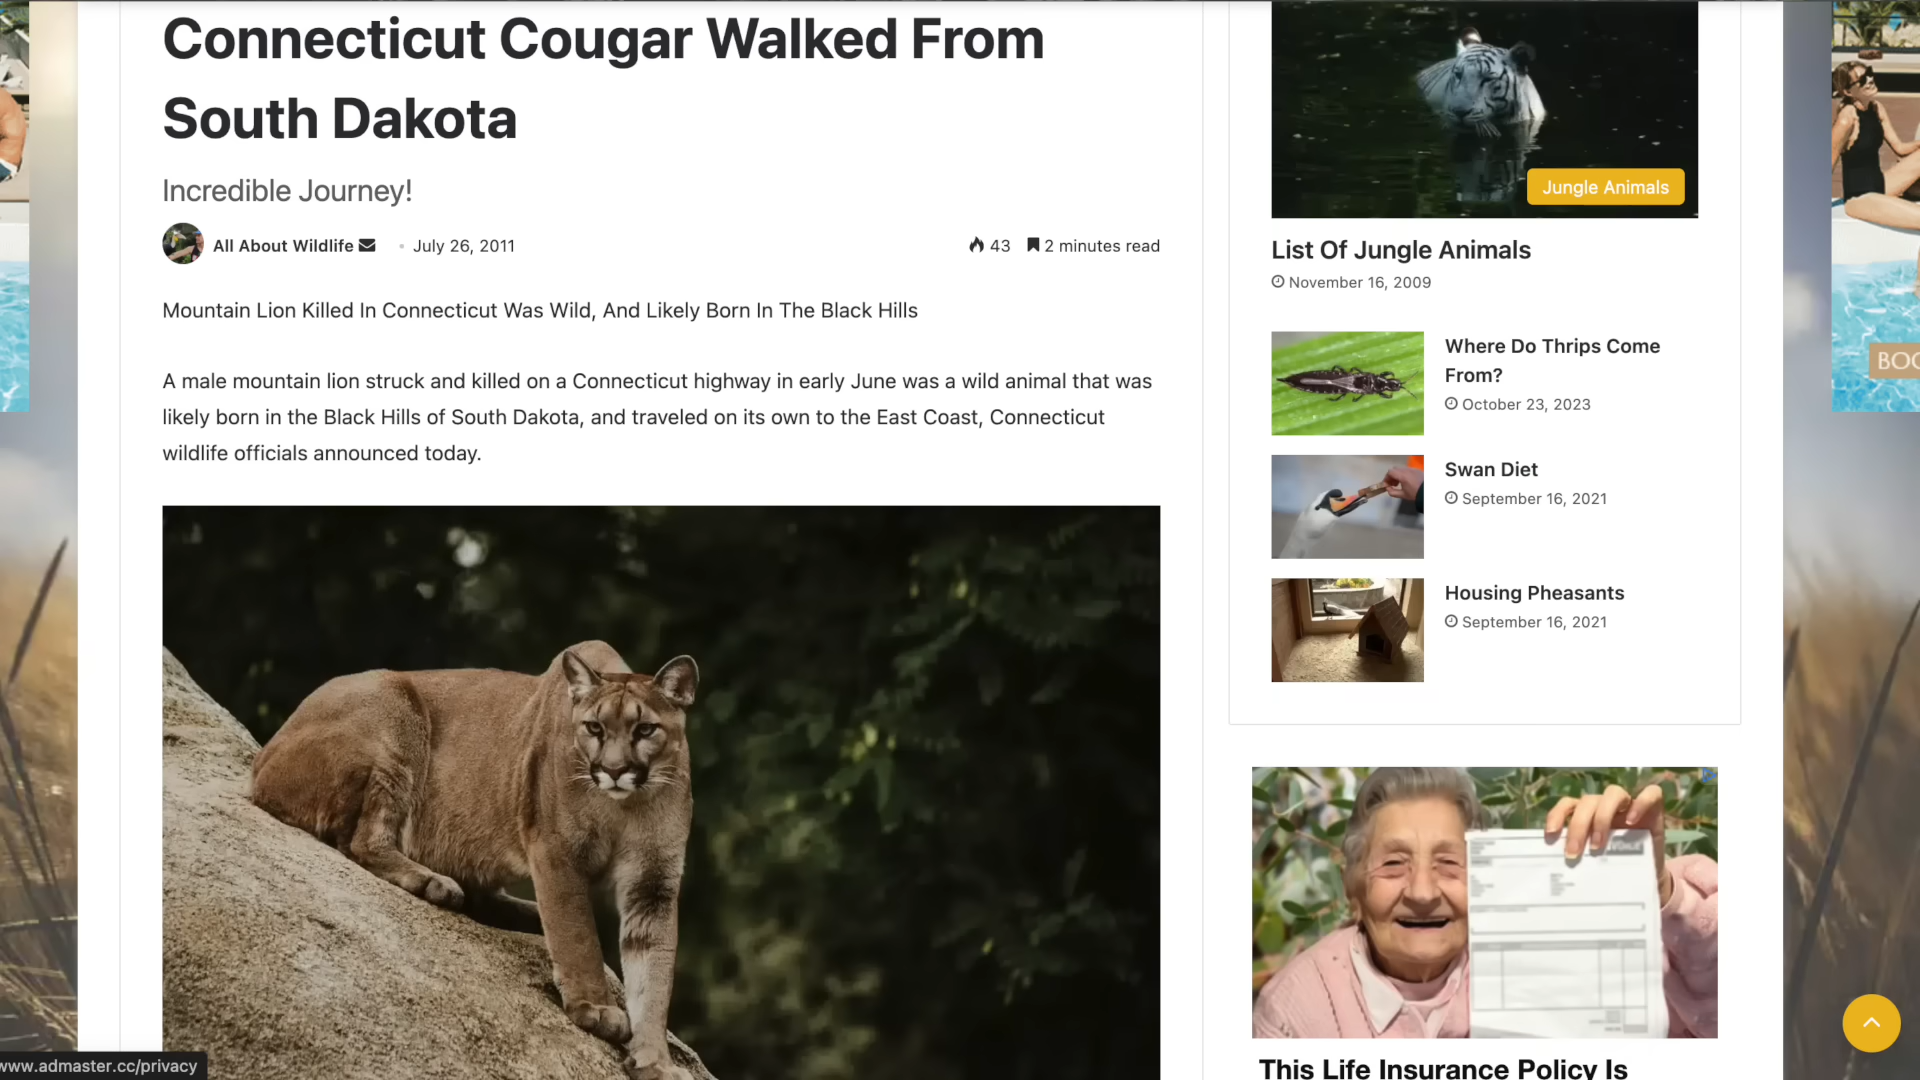 Connecticut Cougar Walked From
South Dakota
Incredible Journey!
All About Wildlife
July 26, 2011
43
2 minutes read
Mountain Lion Killed In Connecticut Was Wild, And Likely Born In The Black Hills
A male mountain lion struck and killed on a Connecticut highway in early June was a wild animal that was
likely born in the Black Hills of South Dakota, and traveled on its own to the East Coast, Connecticut
wildlife officials announced today.
Jungle Animals
List Of Jungle Animals
November 16, 2009
Where Do Thrips Come
From?
October 23, 2023
Swan Diet
September 16, 2021
Housing Pheasants
September 16, 2021
This Life Insurance Policy Is
BOO
www.admaster.cc/privacy